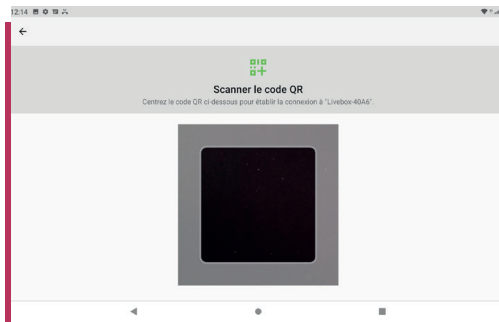 12:14
Scanner le code QR
Centrez le code QR ci-dessous pour établir la connexion à "Livebox-40A6".